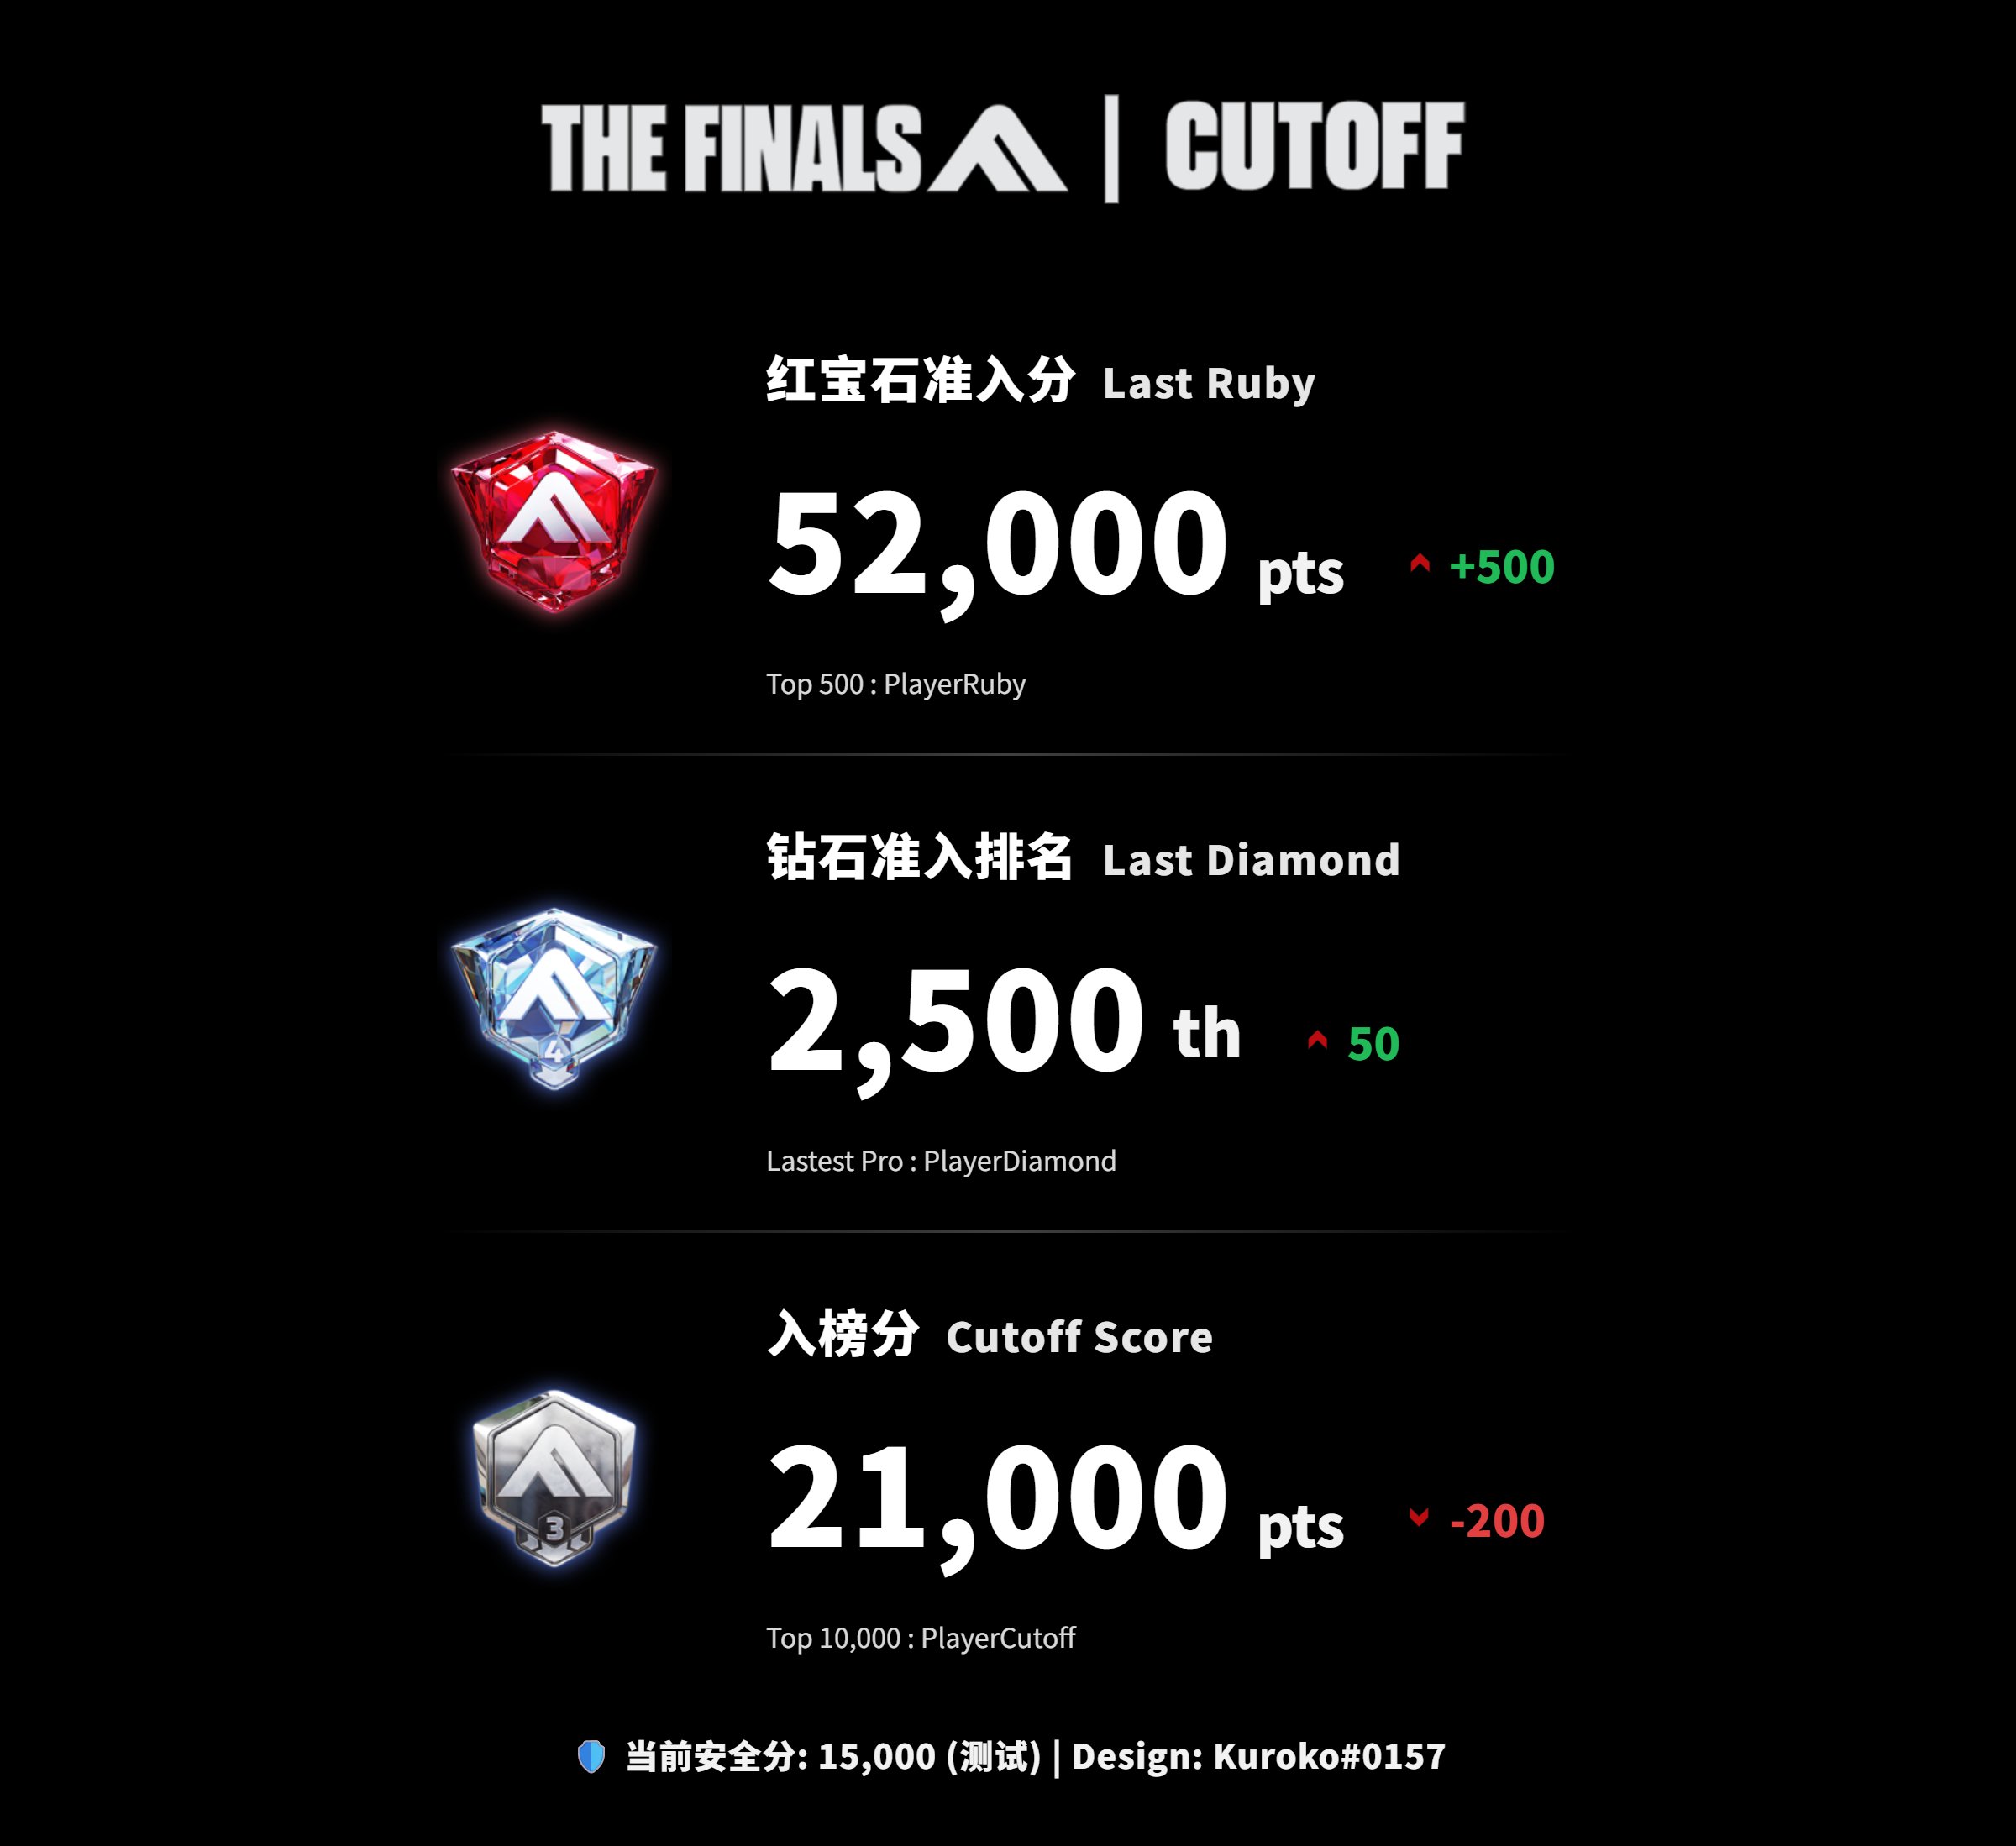 THE FINALS | CUTOFF
红宝石准入分 Last Ruby
52,000 pts +500
Top 500 : PlayerRuby
钻石准入排名 Last Diamond
4
2,500 th 50
Lastest Pro : PlayerDiamond
入榜分 Cutoff Score
3
21,000 pts -200
Top 10,000 : PlayerCutoff
当前安全分: 15,000 (测试) | Design: Kuroko#0157